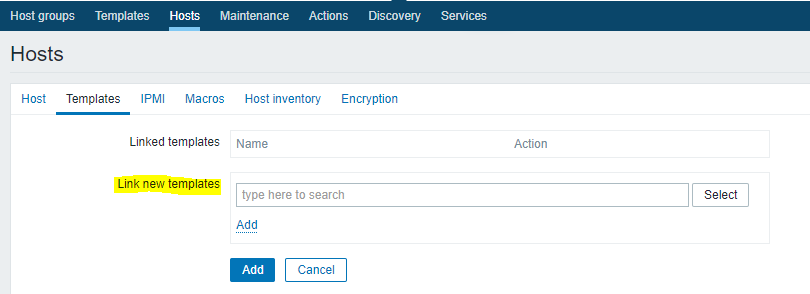 Host groups Templates Hosts Maintenance Actions Discovery Services
Hosts
Host Templates IPMI Macros Host inventory Encryption
Linked templates Name Action
Link new templates type here to search Select
Add
Add Cancel